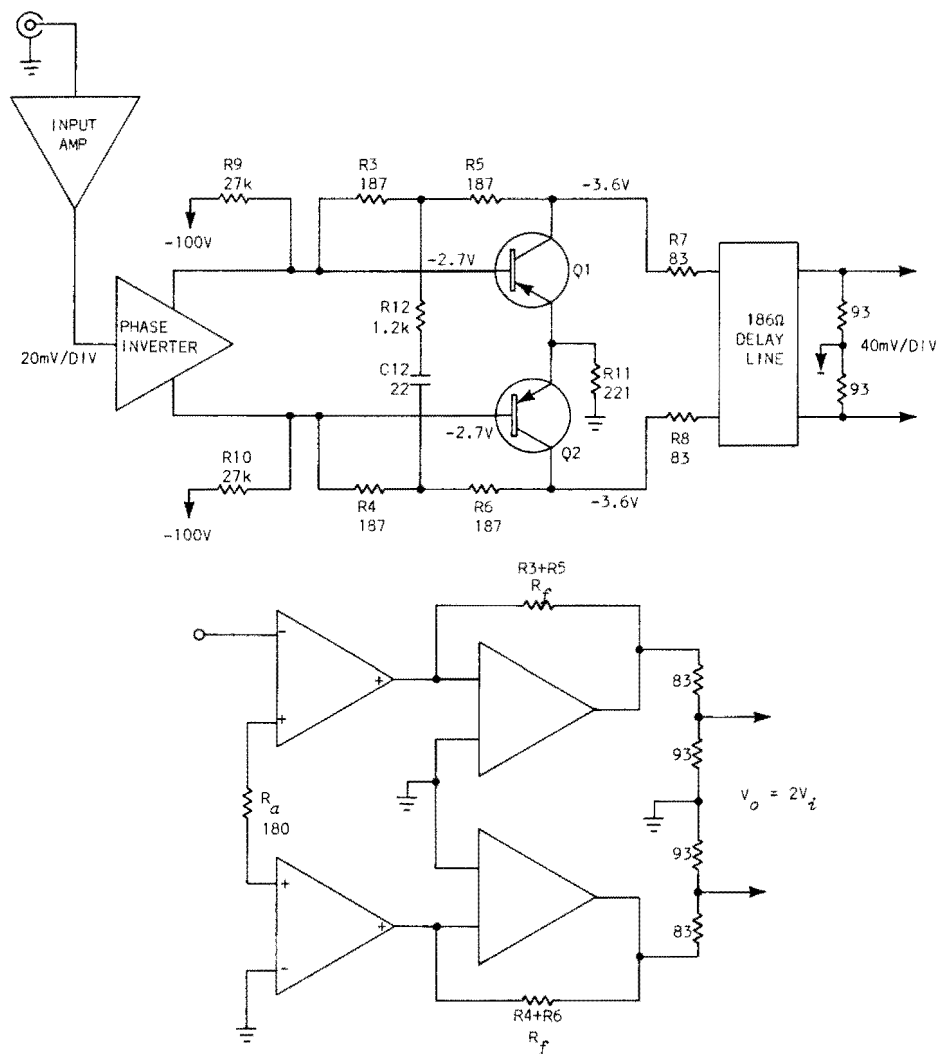 INPUT
AMP
R9
27k
-100V
R3
187
R5
187
-3.6V
-2.7V
Q1
R7
83
PHASE
INVERTER
20mV/DIV
R12
1.2k
C12
22
R11
221
186Ω
DELAY
LINE
93
40mV/DIV
93
-2.7V
Q2
R8
83
R10
27k
-100V
R4
187
R6
187
-3.6V
R3+R5
Rf
83
93
Ra
180
Vo = 2Vi
93
83
R4+R6
Rf